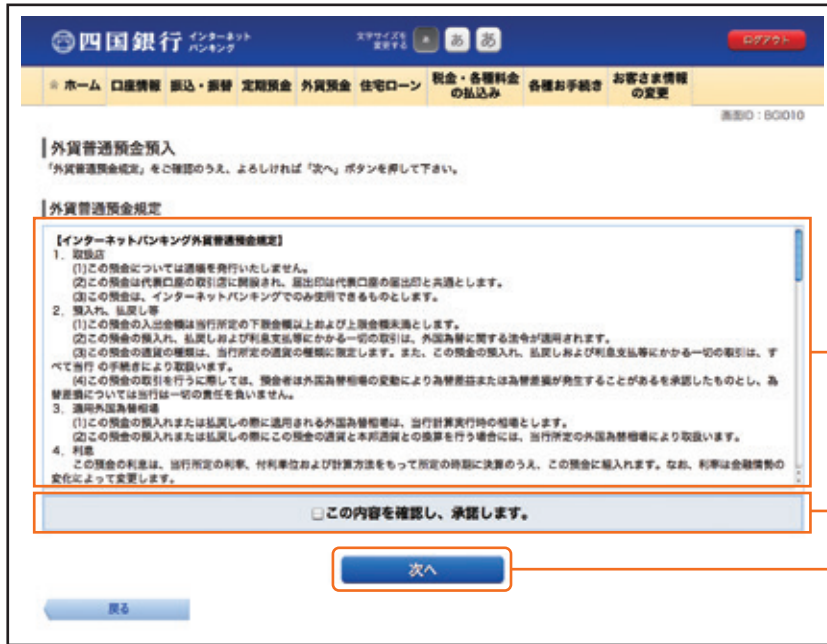 四国銀行 インターネットバンキング
文字サイズを変更する あ あ あ
ログアウト
ホーム 口座情報 振込・振替 定期預金 外貨預金 住宅ローン 税金・各種料金の払込み 各種お手続き お客さま情報の変更
画面ID:BGI010
外貨普通預金預入
「外貨普通預金規定」をご確認のうえ、よろしければ「次へ」ボタンを押して下さい。
外貨普通預金規定
【インターネットバンキング外貨普通預金規定】
1. 取扱店
(1)この預金については通帳を発行いたしません。
(2)この預金は代表口座の取引店に開設され、届出印は代表口座の届出印と共通とします。
(3)この預金は、インターネットバンキングでのみ使用できるものとします。
2. 預入れ、払戻し等
(1)この預金の入出金額は当行所定の下限金額以上および上限金額未満とします。
(2)この預金の預入れ、払戻しおよび利息支払等にかかる一切の取引は、外国為替に関する法令が適用されます。
(3)この預金の通貨の種類は、当行所定の通貨の種類に限定します。また、この預金の預入れ、払戻しおよび利息支払等にかかる一切の取引は、す
べて当行 の手続きにより取扱います。
(4)この預金の取引を行うに際しては、預金者は外国為替相場の変動により為替差益または為替差損が発生することがあるを承諾したものとし、為
替差損については当行は一切の責任を負いません。
3. 適用外国為替相場
(1)この預金の預入れまたは払戻しの際に適用される外国為替相場は、当行計算実行時の相場とします。
(2)この預金の預入れまたは払戻しの際にこの預金の通貨と本邦通貨との換算を行う場合には、当行所定の外国為替相場により取扱います。
4. 利息
この預金の利息は、当行所定の利率、付利単位および計算方法をもって所定の時期に決算のうえ、この預金に組入れます。なお、利率は金融情勢の
変化によって変更します。
この内容を確認し、承諾します。
次へ
戻る